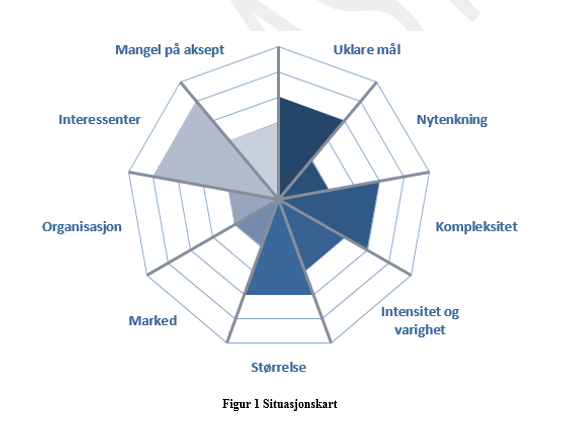 Mangel på aksept
Uklare mål
Interessenter
Nytenkning
Organisasjon
Kompleksitet
Marked
Intensitet og
varighet
Størrelse
Figur 1 Situasjonskart